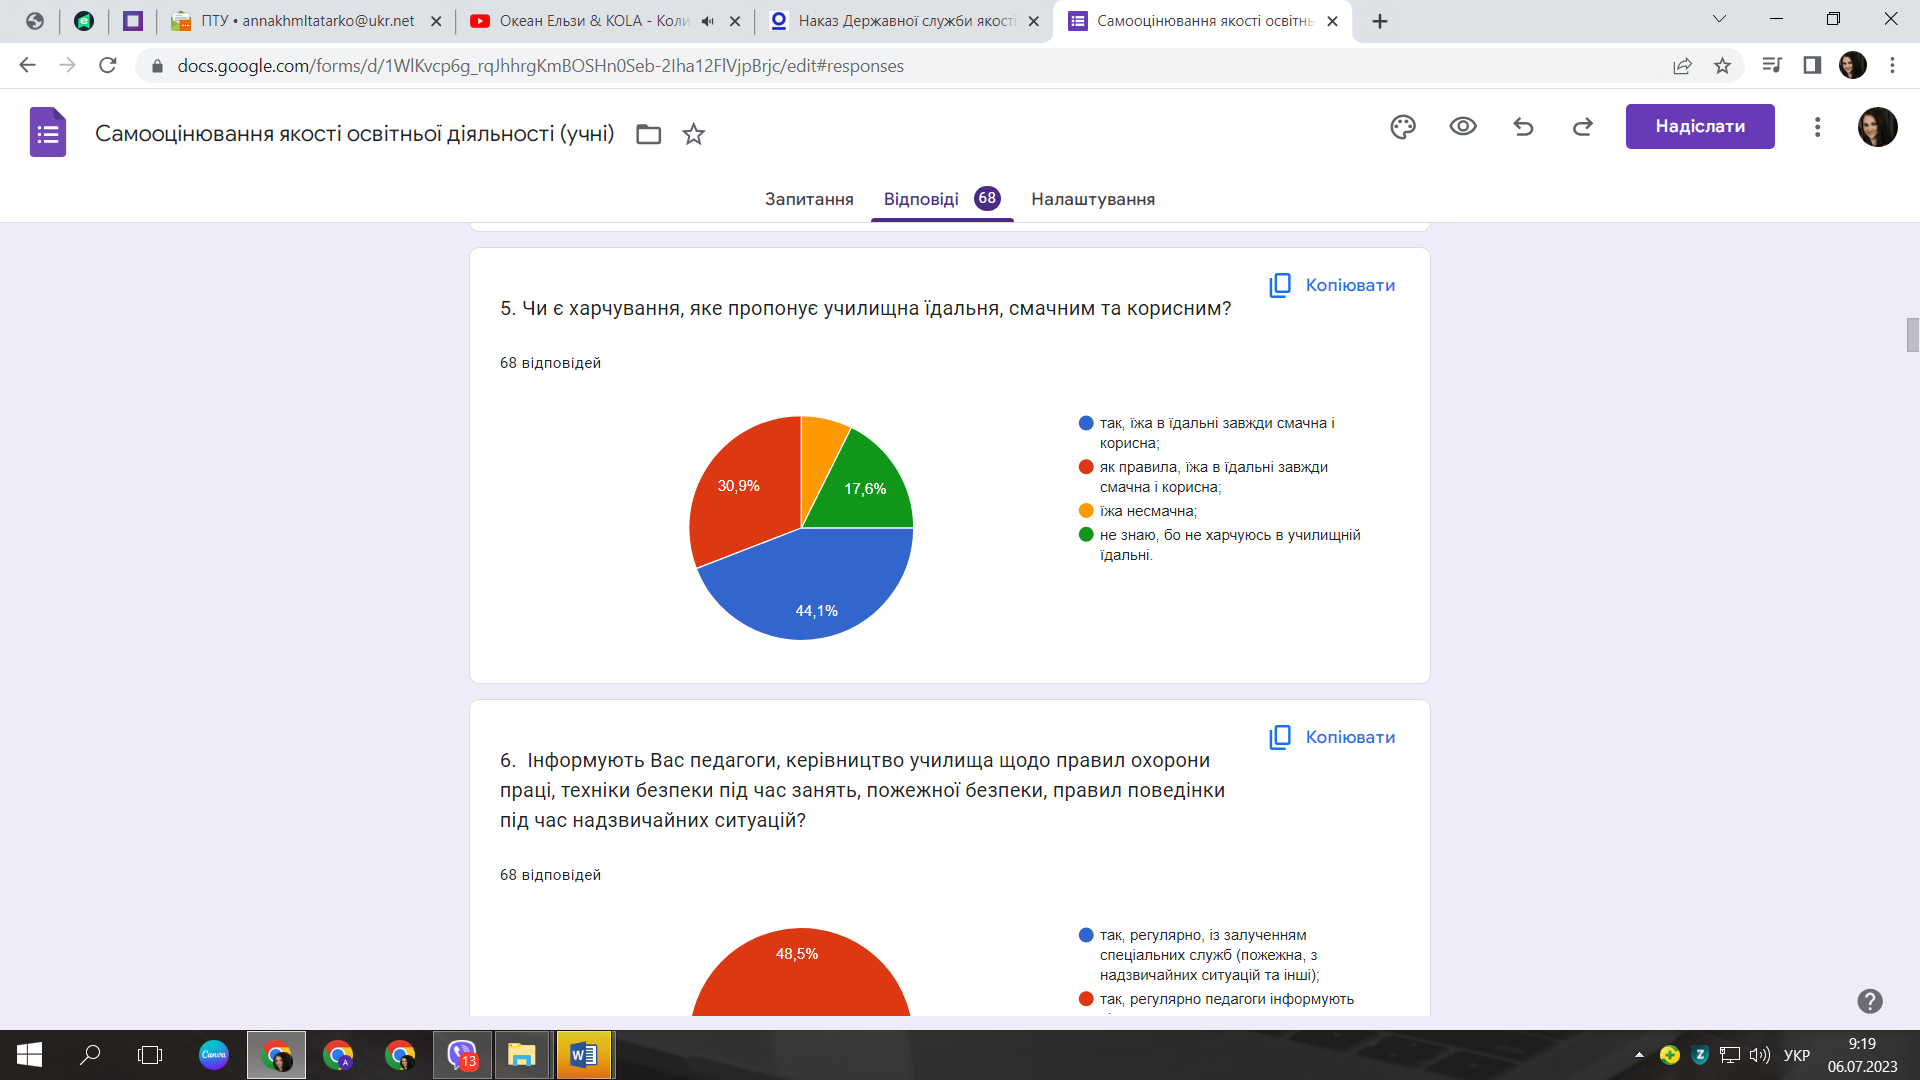 ПТУ • annakhmltatarko@ukr.net
Океан Ельзи & KOLA - Коли
Наказ Державної служби якості
Самооцінювання якості освітнь
docs.google.com/forms/d/1WlKvcp6g_rqJhhrgKmBOSHn0Seb-2Iha12FlVjpBrjc/edit#responses
Самооцінювання якості освітньої діяльності (учні)
Надіслати
Запитання
Відповіді 68
Налаштування
Копіювати
5. Чи є харчування, яке пропонує училищна їдальня, смачним та корисним?
68 відповідей
30,9%
17,6%
44,1%
так, їжа в їдальні завжди смачна і
корисна;
як правила, їжа в їдальні завжди
смачна і корисна;
їжа несмачна;
не знаю, бо не харчуюсь в училищній
їдальні.
Копіювати
6. Інформують Вас педагоги, керівництво училища щодо правил охорони
праці, техніки безпеки під час занять, пожежної безпеки, правил поведінки
під час надзвичайних ситуацій?
68 відповідей
48,5%
так, регулярно, із залученням
спеціальних служб (пожежна, з
надзвичайних ситуацій та інші);
так, регулярно педагоги інформують
Canva
13
УКР
9:19
06.07.2023